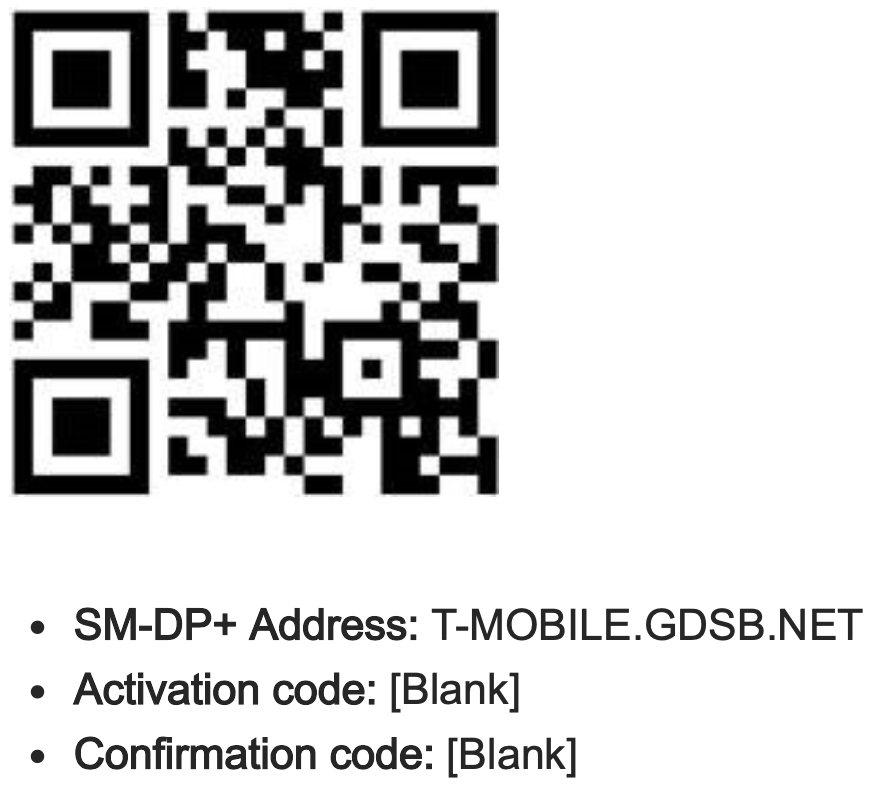 SM-DP+ Address: T-MOBILE.GDSB.NET
Activation code: [Blank]
Confirmation code: [Blank]